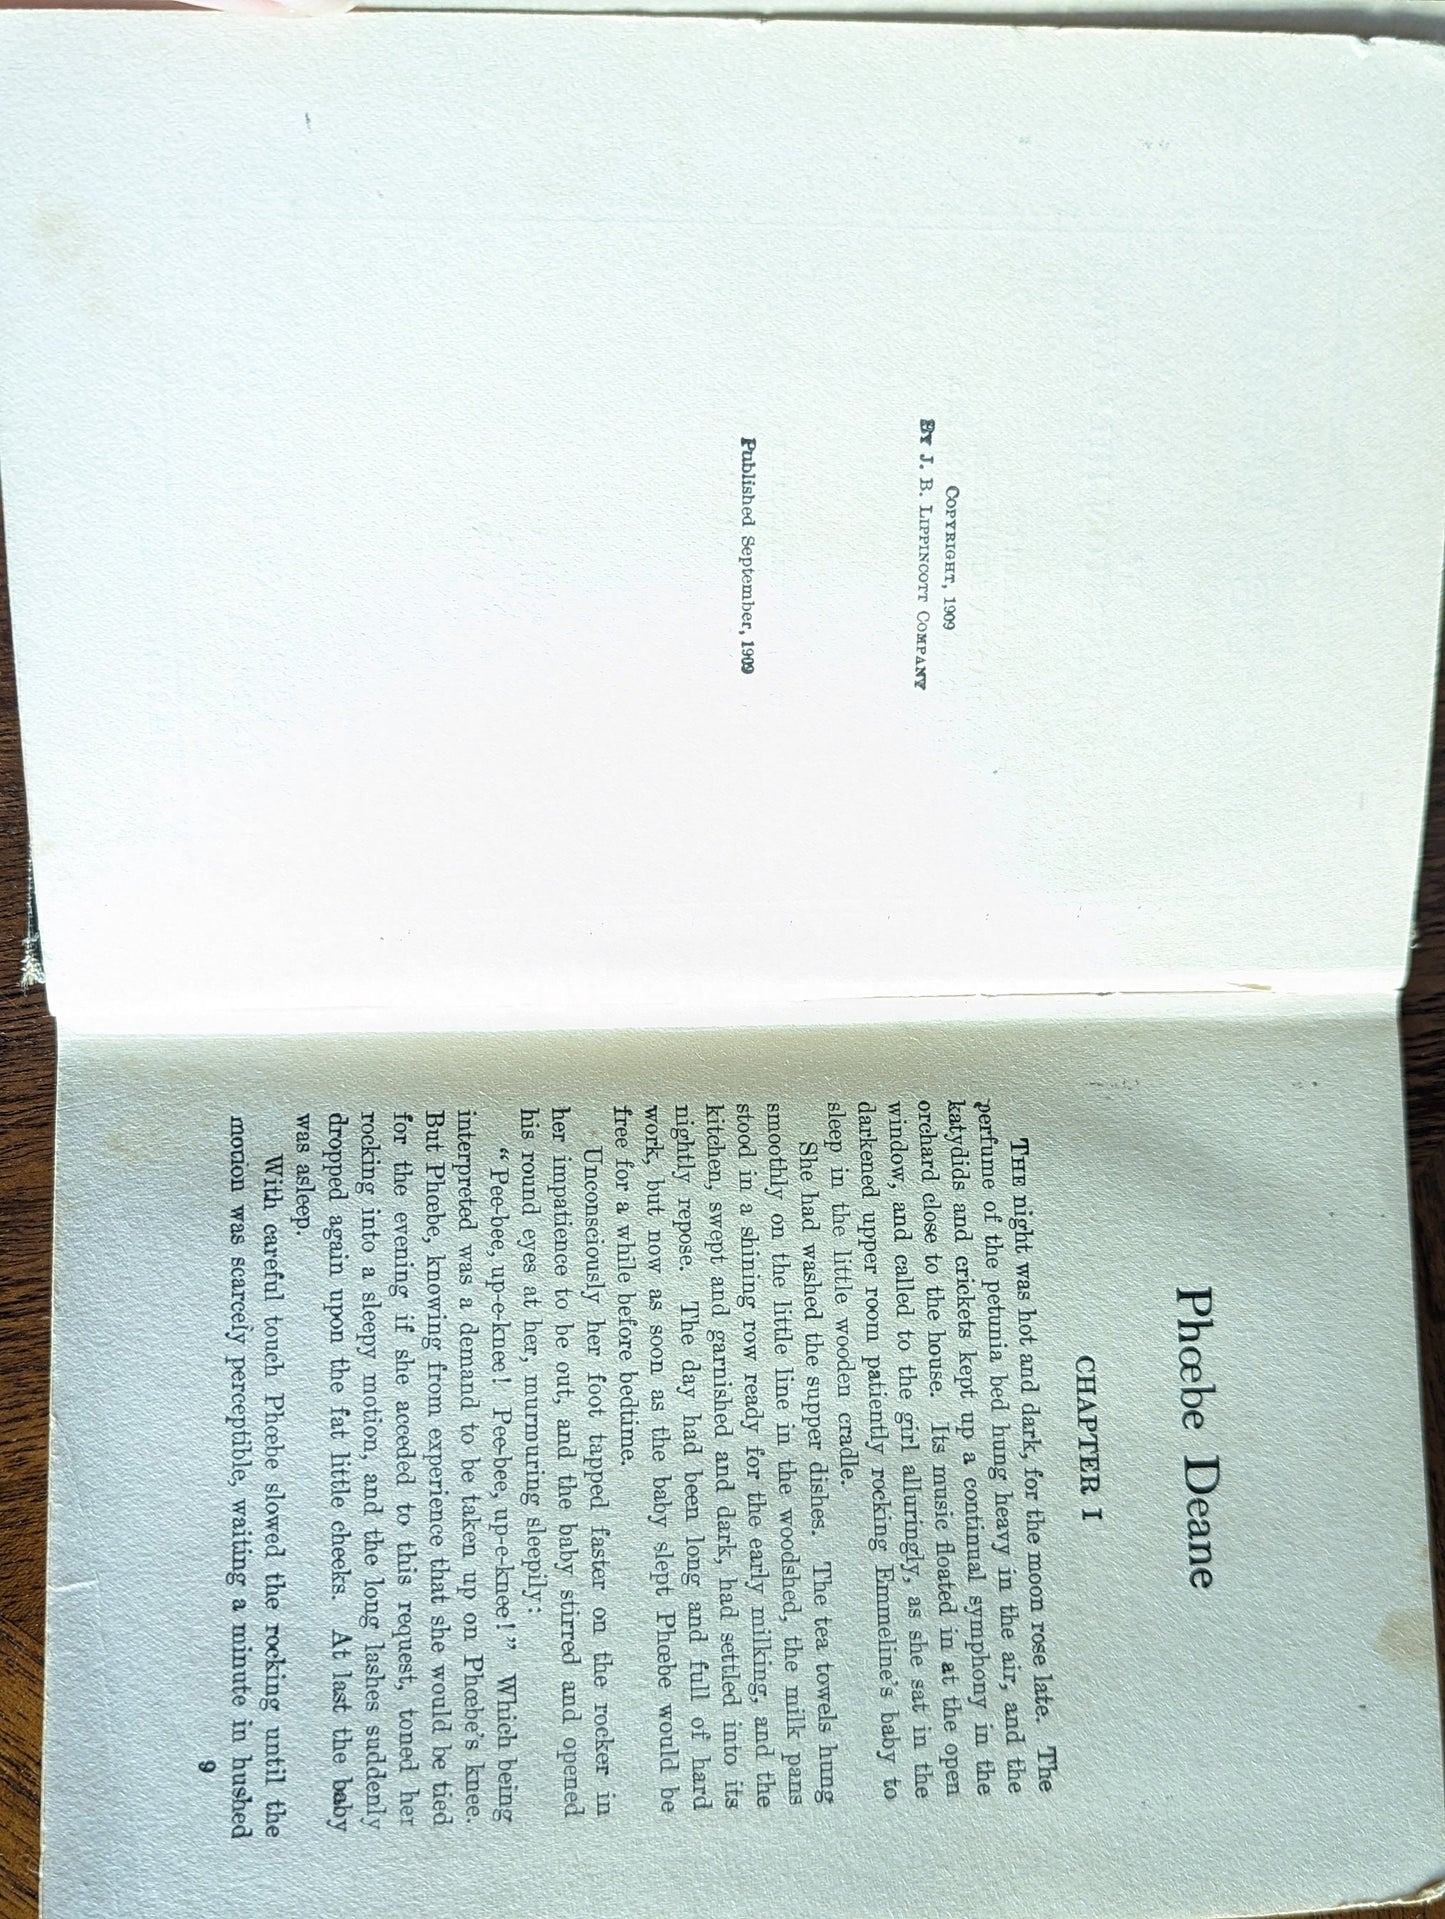 COPYRIGHT, 1909
BY J. B. LIPPINCOTT COMPANY
Published September, 1909
Phœbe Deane
CHAPTER I
THE night was hot and dark, for the moon rose late. The
perfume of the petunia bed hung heavy in the air, and the
katydids and crickets kept up a continual symphony in the
orchard close to the house. Its music floated in at the open
window, and called to the girl alluringly, as she sat in the
darkened upper room patiently rocking Emmeline's baby to
sleep in the little wooden cradle.
She had washed the supper dishes. The tea towels hung
smoothly on the little line in the woodshed, the milk pans
stood in a shining row ready for the early milking, and the
kitchen, swept and garnished and dark, had settled into its
nightly repose. The day had been long and full of hard
work, but now as soon as the baby slept Phœbe would be
free for a while before bedtime.
Unconsciously her foot tapped faster on the rocker in
her impatience to be out, and the baby stirred and opened
his round eyes at her, murmuring sleepily:
“Pee-bee, up-e-knee! Pee-bee, up-e-knee!” Which being
interpreted was a demand to be taken up on Phœbe's knee.
But Phœbe, knowing from experience that she would be tied
for the evening if she acceded to this request, toned her
rocking into a sleepy motion, and the long lashes suddenly
dropped again upon the fat little cheeks. At last the baby
was asleep.
With careful touch Phœbe slowed the rocking until the
motion was scarcely perceptible, waiting a minute in hushed
9